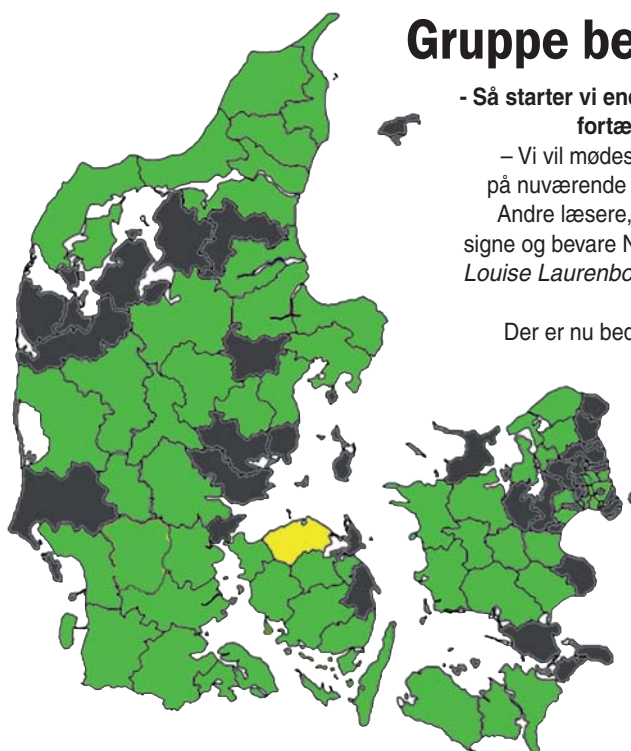 Gruppe be
- Så starter vi en
fortæ
– Vi vil mødes
på nuværende
Andre læsere,
signe og bevare N
Louise Laurenbo
Der er nu bed